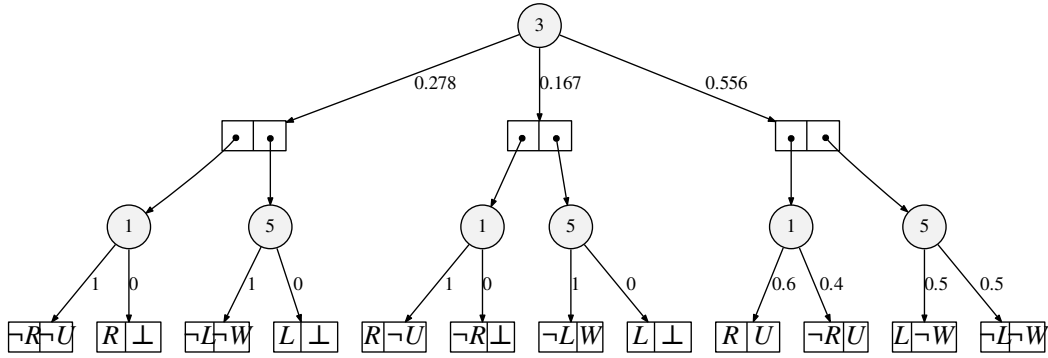 3
0.278 0.167 0.556
1 5 1 5 1 5
1 0 1 0 1 0 1 0 0.6 0.4 0.5 0.5
¬R ¬U R ⊥ ¬L ¬W L ⊥ R ¬U ¬R ⊥ ¬L W L ⊥ R U ¬R U L ¬W ¬L ¬W